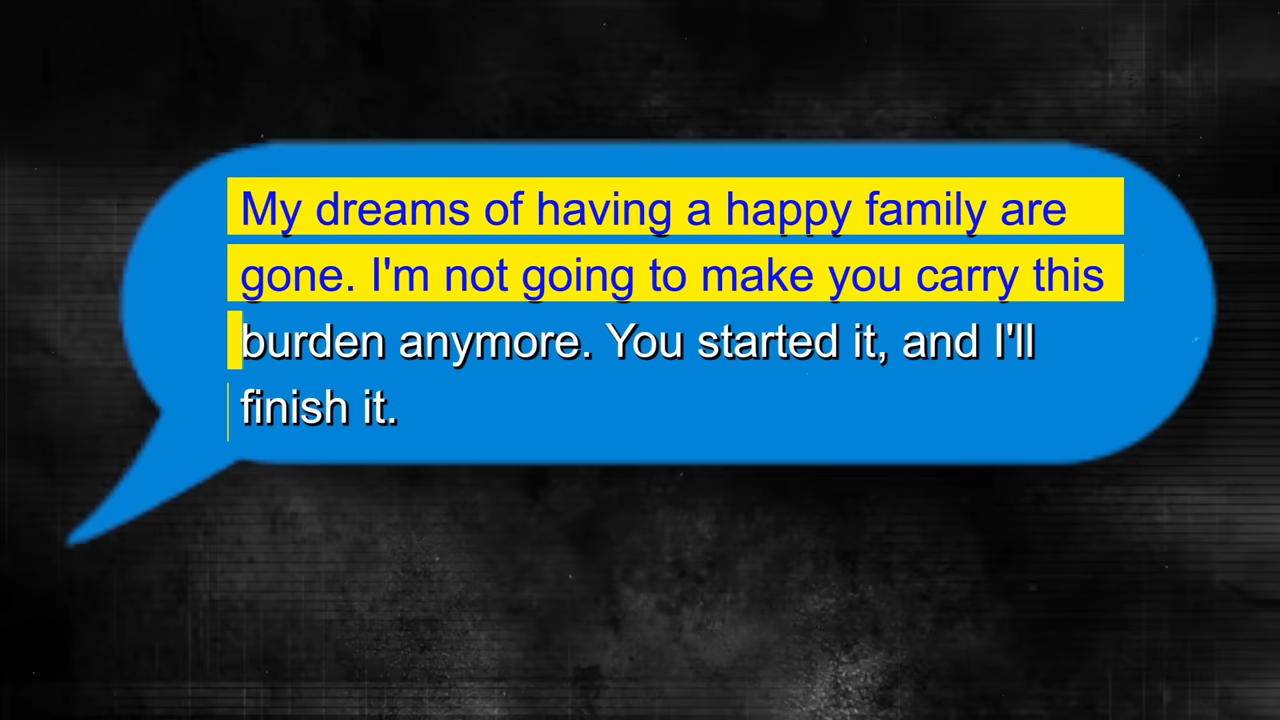 My dreams of having a happy family are
gone. I'm not going to make you carry this
burden anymore. You started it, and I'll
finish it.